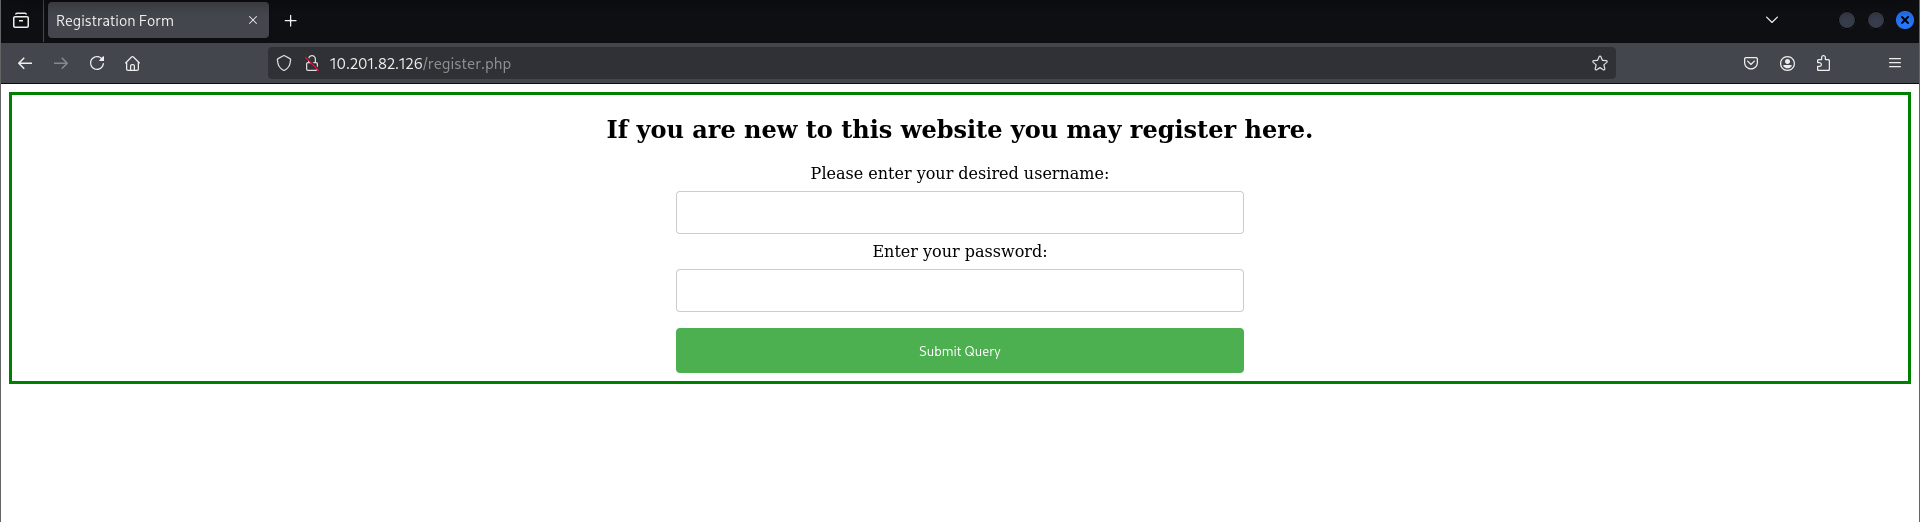 Registration Form
10.201.82.126/register.php
If you are new to this website you may register here.
Please enter your desired username:
Enter your password:
Submit Query